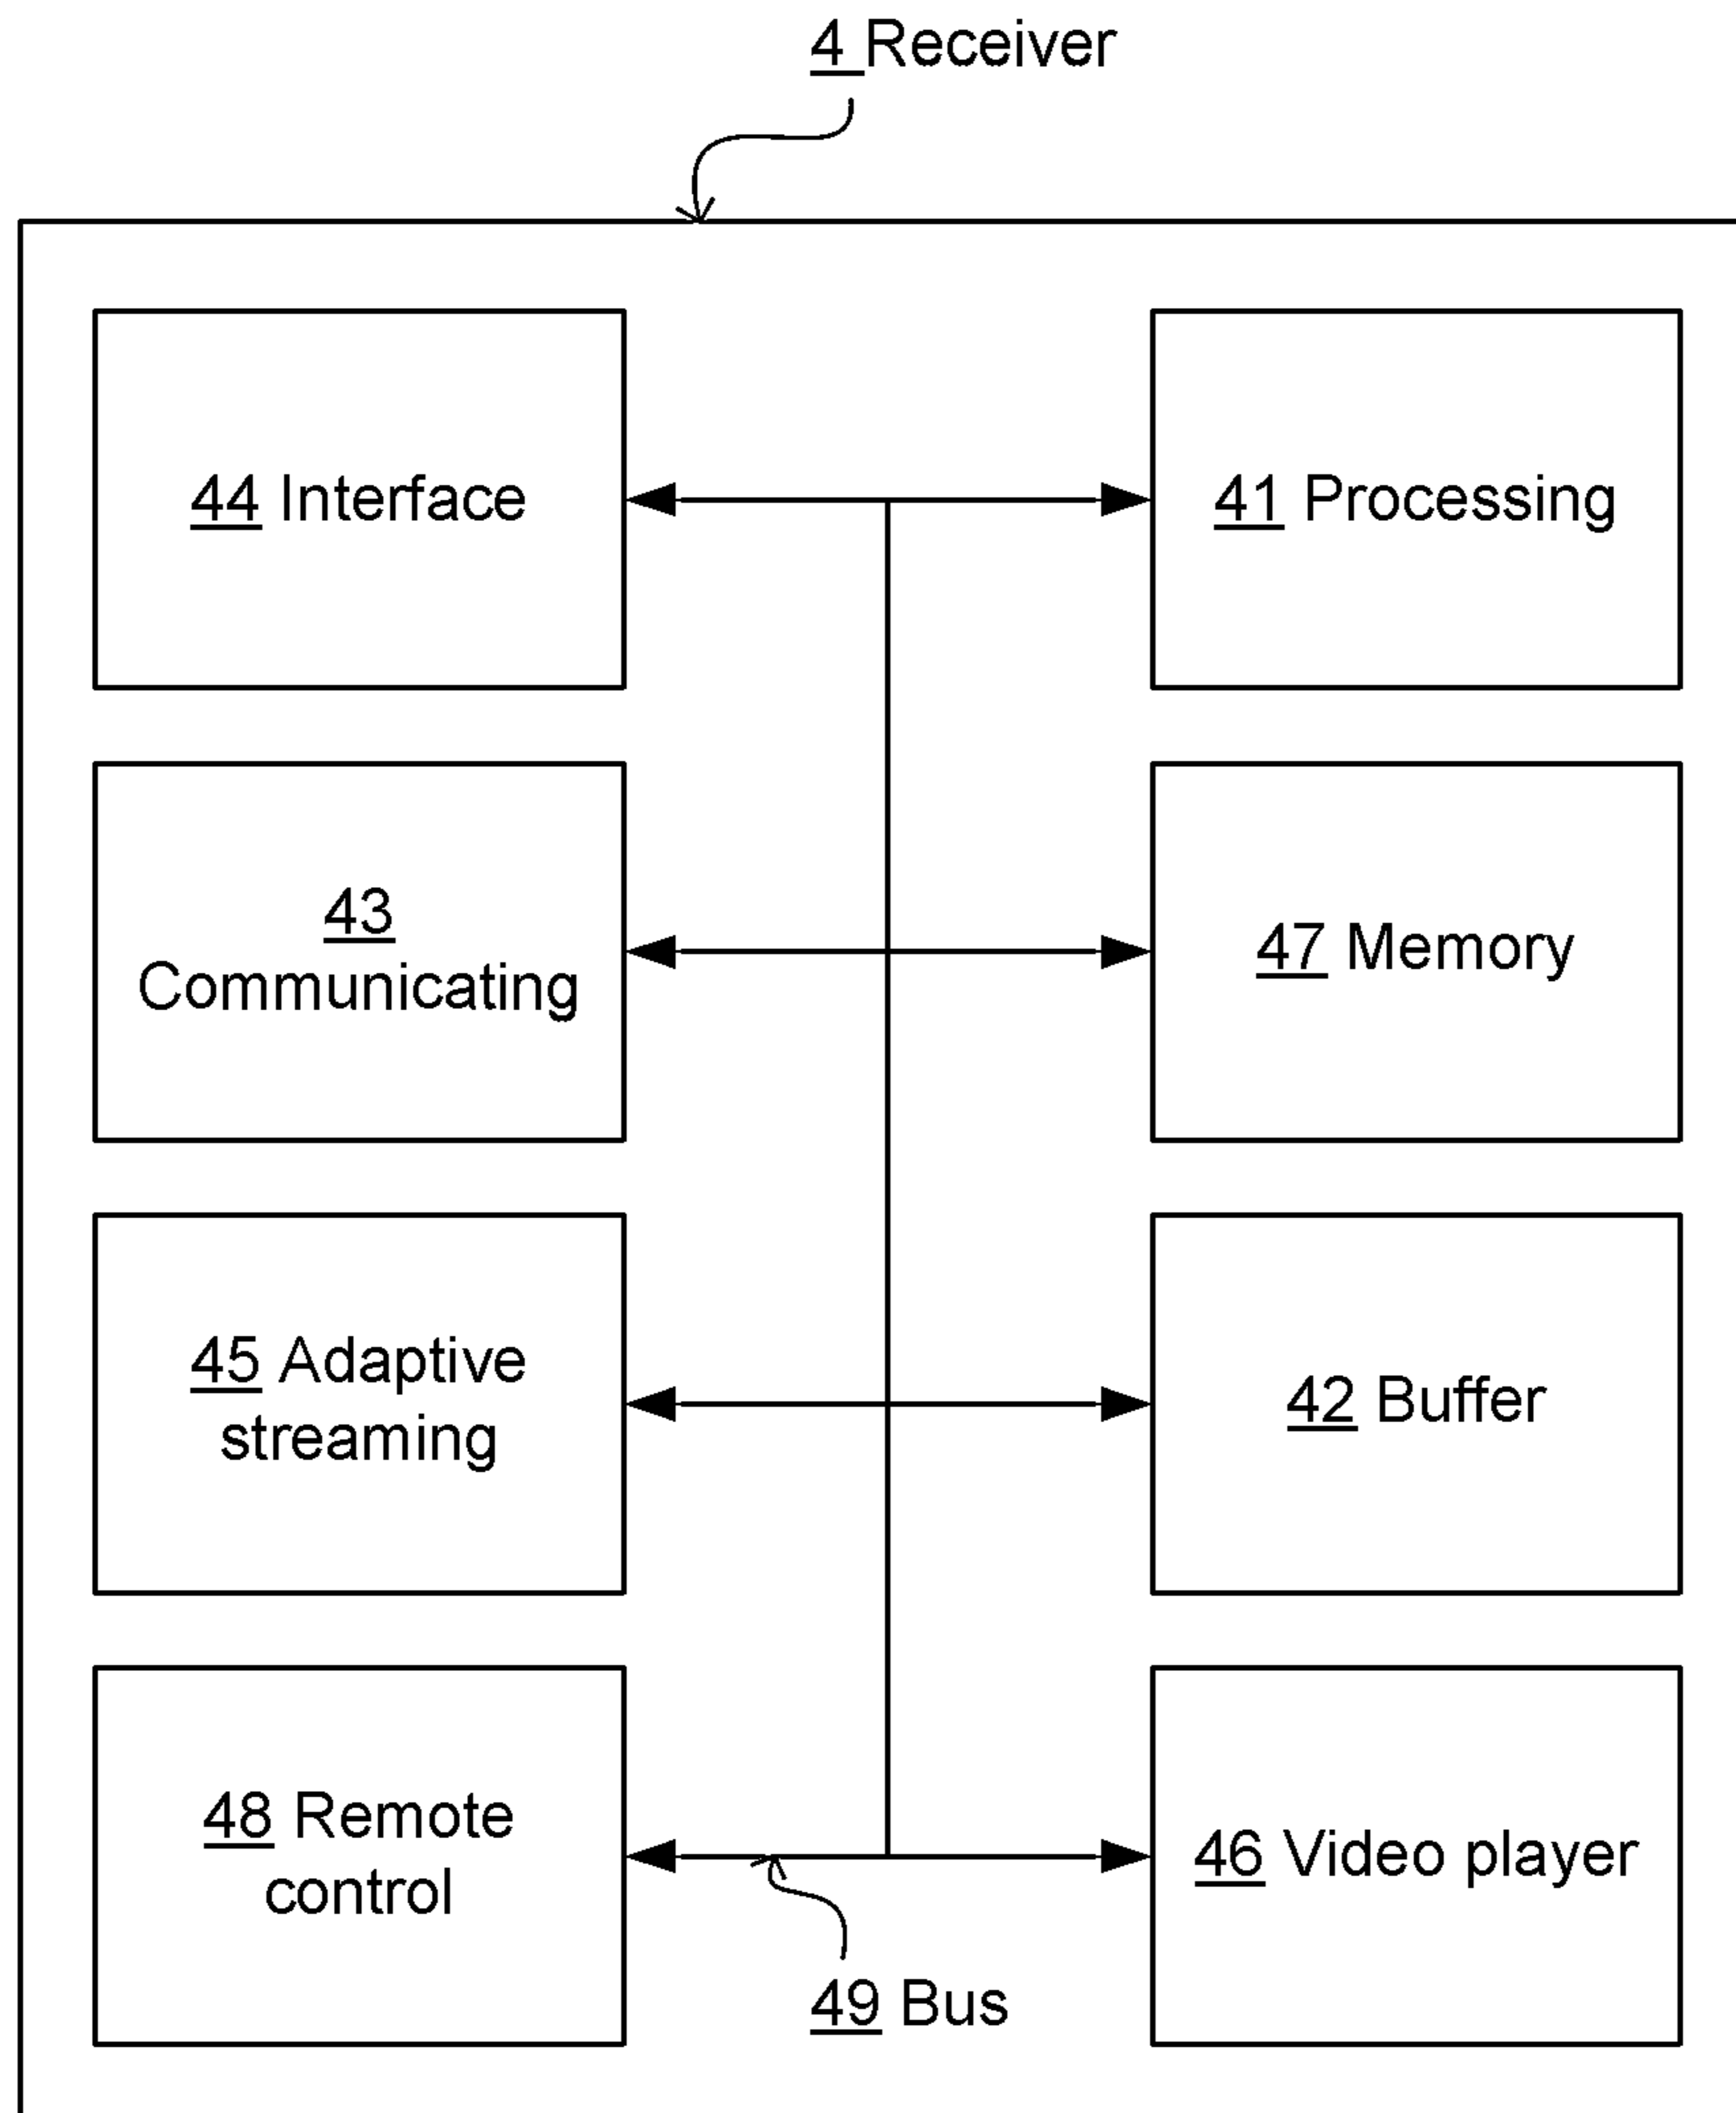 4 Receiver
44 Interface
41 Processing
43
Communicating
47 Memory
45 Adaptive
streaming
42 Buffer
48 Remote
control
46 Video player
49 Bus